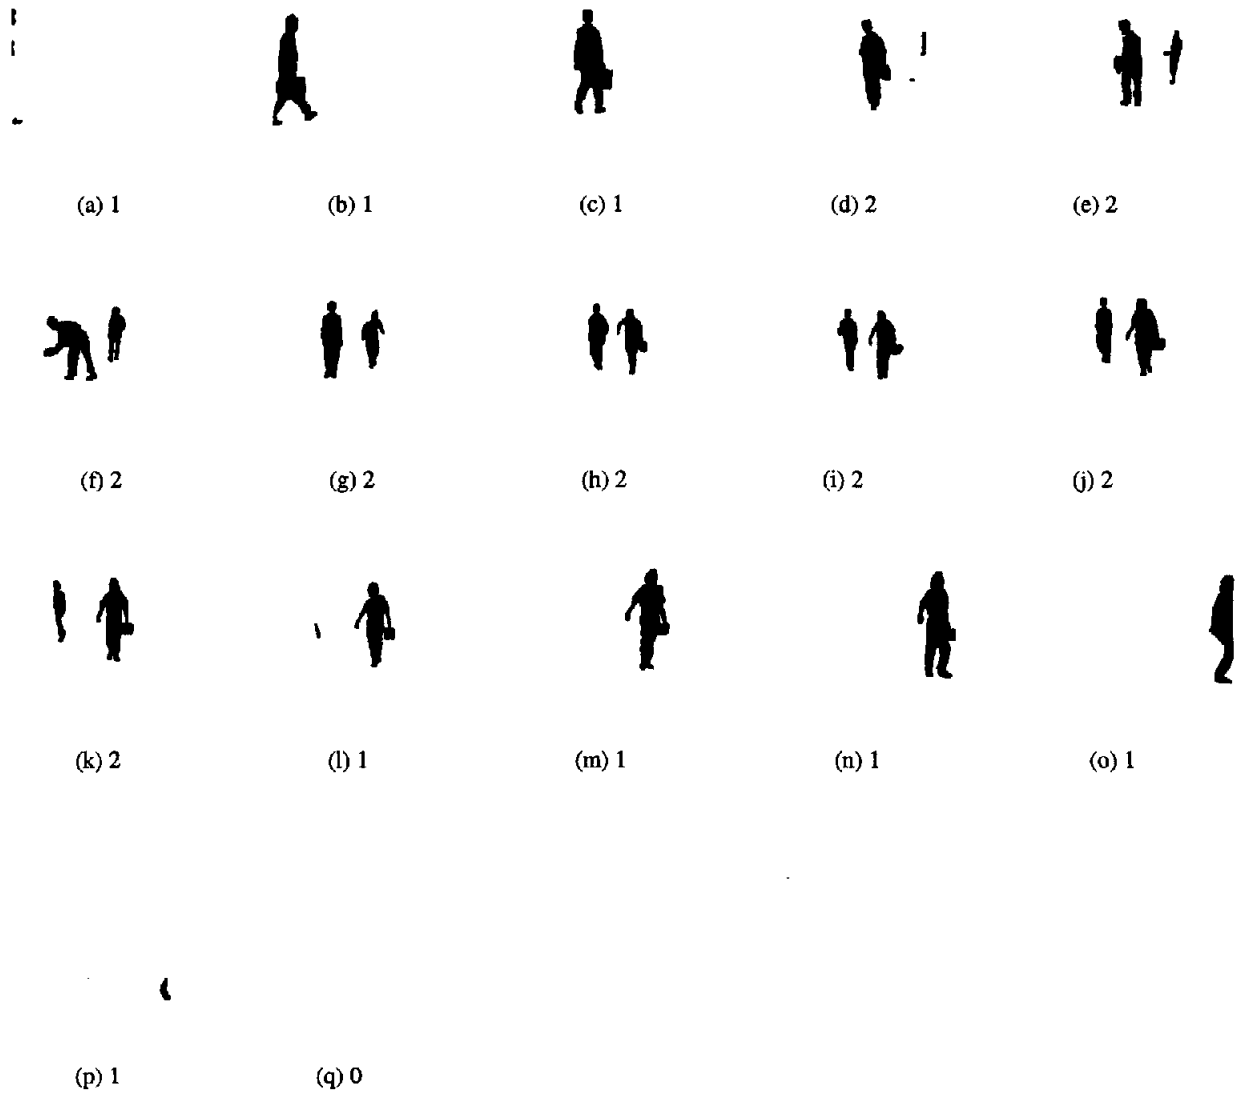 (a) 1 (b) 1 (c) 1 (d) 2 (e) 2
(f) 2 (g) 2 (h) 2 (i) 2 (j) 2
(k) 2 (l) 1 (m) 1 (n) 1 (o) 1
(p) 1 (q) 0